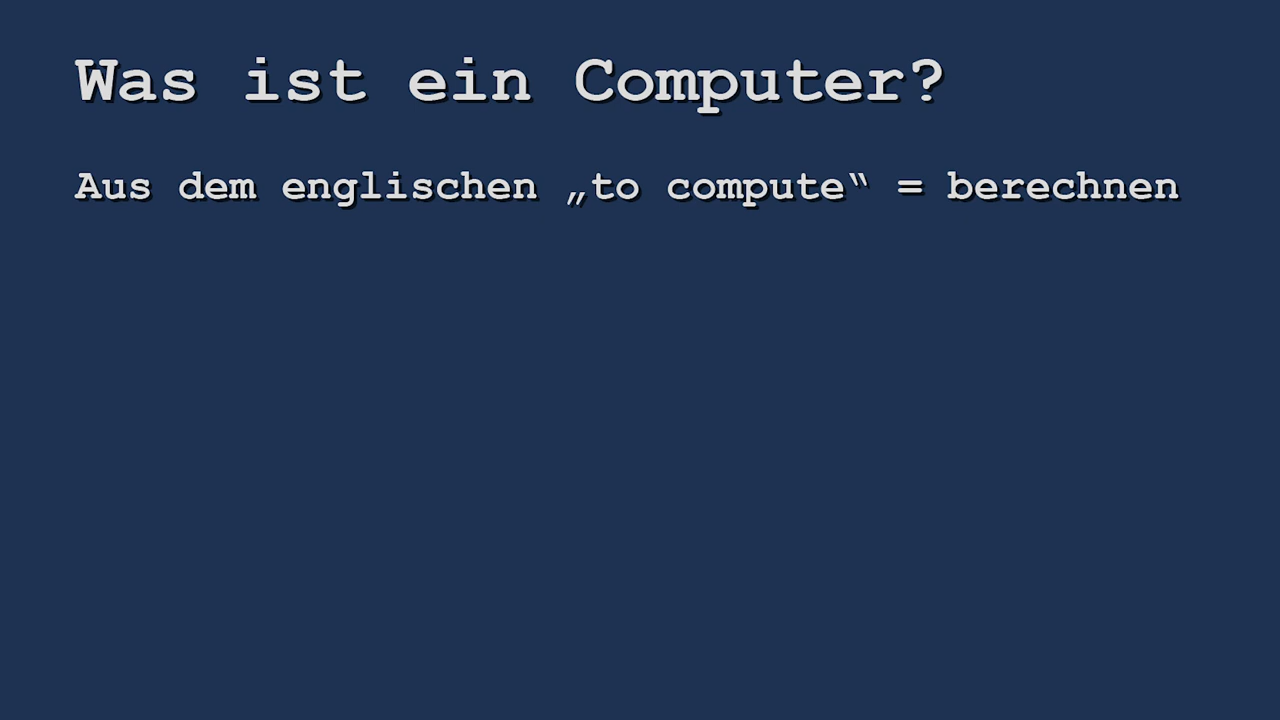 Was ist ein Computer?
Aus dem englischen „to compute“ = berechnen